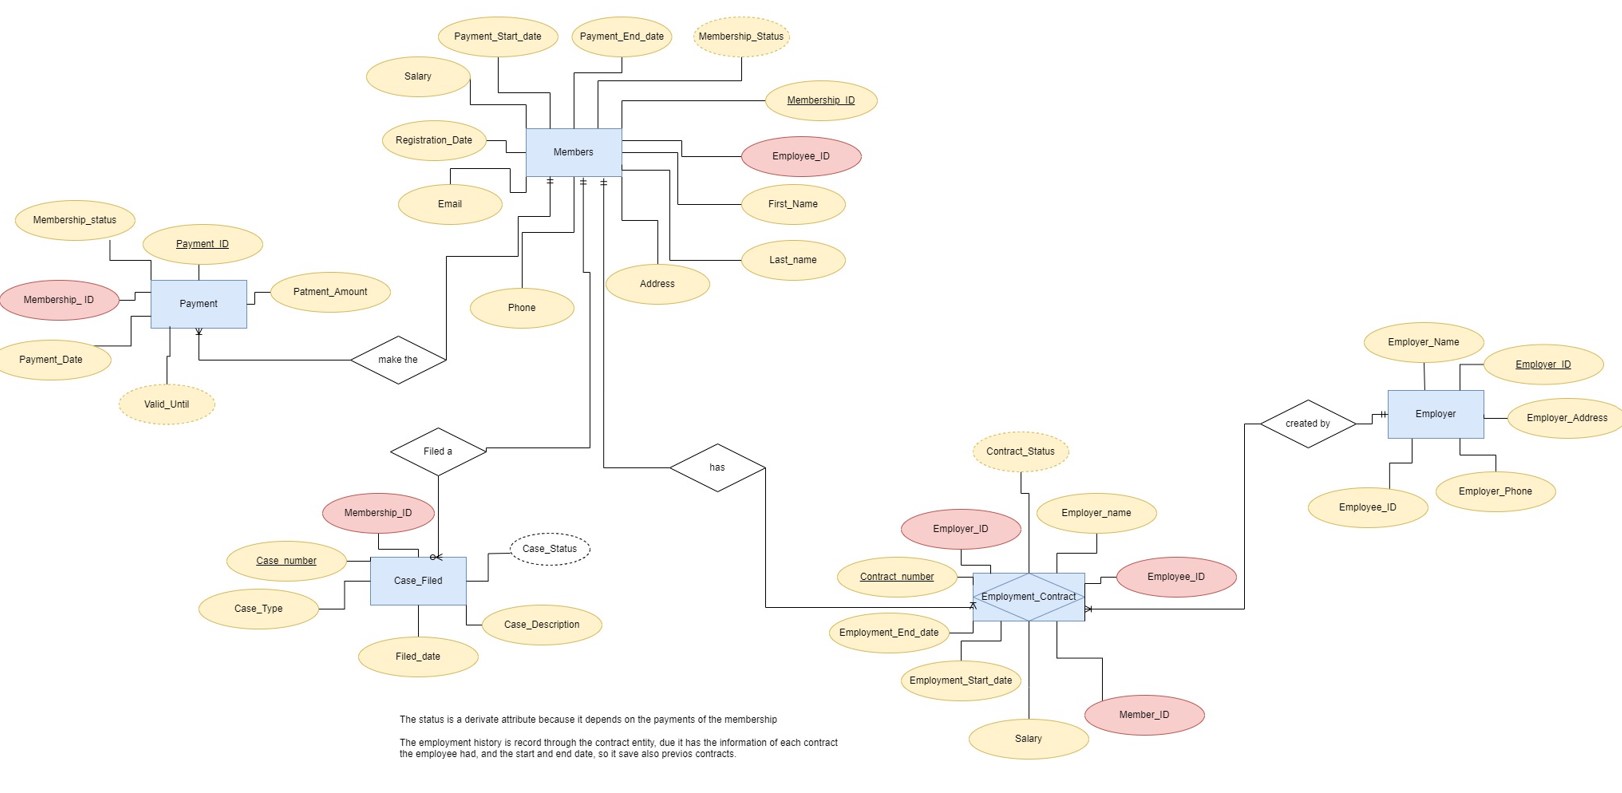 Payment_Start_date
Payment_End_date
Membership_Status
Salary
Membership_ID
Registration_Date
Members
Employee_ID
Email
First_Name
Membership_status
Payment_ID
Last_name
Address
Membership_ ID
Payment
Patment_Amount
Phone
Payment_Date
make the
Valid_Until
Employer_Name
Employer_ID
Employer
Employer_Address
created by
Filed a
has
Contract_Status
Employer_Phone
Employee_ID
Membership_ID
Employer_ID
Employer_name
Case_number
Case_Status
Case_Filed
Contract_number
Employee_ID
Employment_Contract
Case_Type
Case_Description
Employment_End_date
Filed_date
Employment_Start_date
Member_ID
Salary
The status is a derivate attribute because it depends on the payments of the membership
The employment history is record through the contract entity, due it has the information of each contract
the employee had, and the start and end date, so it save also previos contracts.